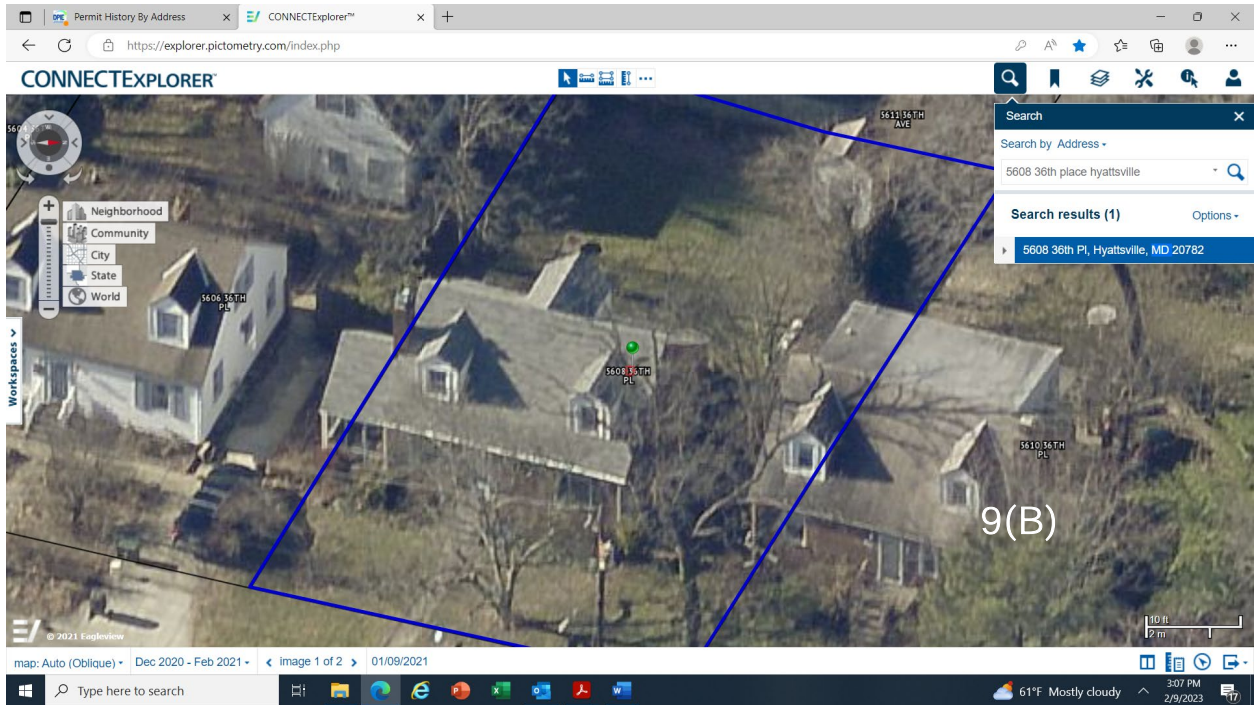 Permit History By Address
CONNECTExplorer™
https://explorer.pictometry.com/index.php
CONNECTEXPLORER™
Search
Search by Address
5608 36th place hyattsville
Search results (1)
Options
5608 36th Pl, Hyattsville, MD 20782
5611 36TH
AVE
Neighborhood
Community
City
State
World
5606 36TH
PL
Workspaces
5608 36TH
PL
5610 36TH
PL
9(B)
10 ft
2 m
© 2021 Eagleview
map: Auto (Oblique) Dec 2020 - Feb 2021 image 1 of 2 01/09/2021
Type here to search
61°F Mostly cloudy
3:07 PM
2/9/2023
17